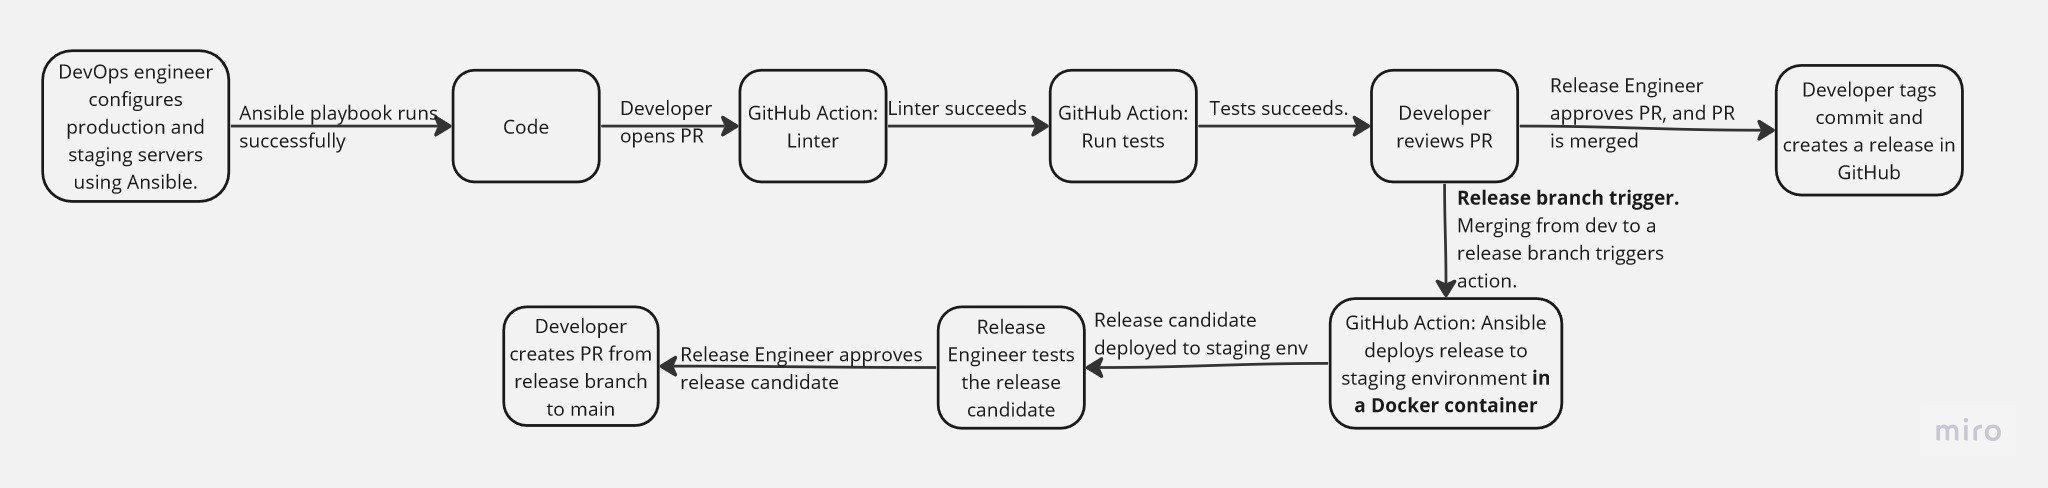 DevOps engineer
configures
production and
staging servers
using Ansible.
Ansible playbook runs
successfully
Code
Developer
opens PR
GitHub Action:
Linter
Linter succeeds
GitHub Action:
Run tests
Tests succeeds.
Developer
reviews PR
Release Engineer
approves PR, and PR
is merged
Developer tags
commit and
creates a release in
GitHub
Release branch trigger.
Merging from dev to a
release branch triggers
action.
GitHub Action: Ansible
deploys release to
staging environment in
a Docker container
Release candidate
deployed to staging env
Release
Engineer tests
the release
candidate
Release Engineer approves
release candidate
Developer
creates PR from
release branch
to main
miro